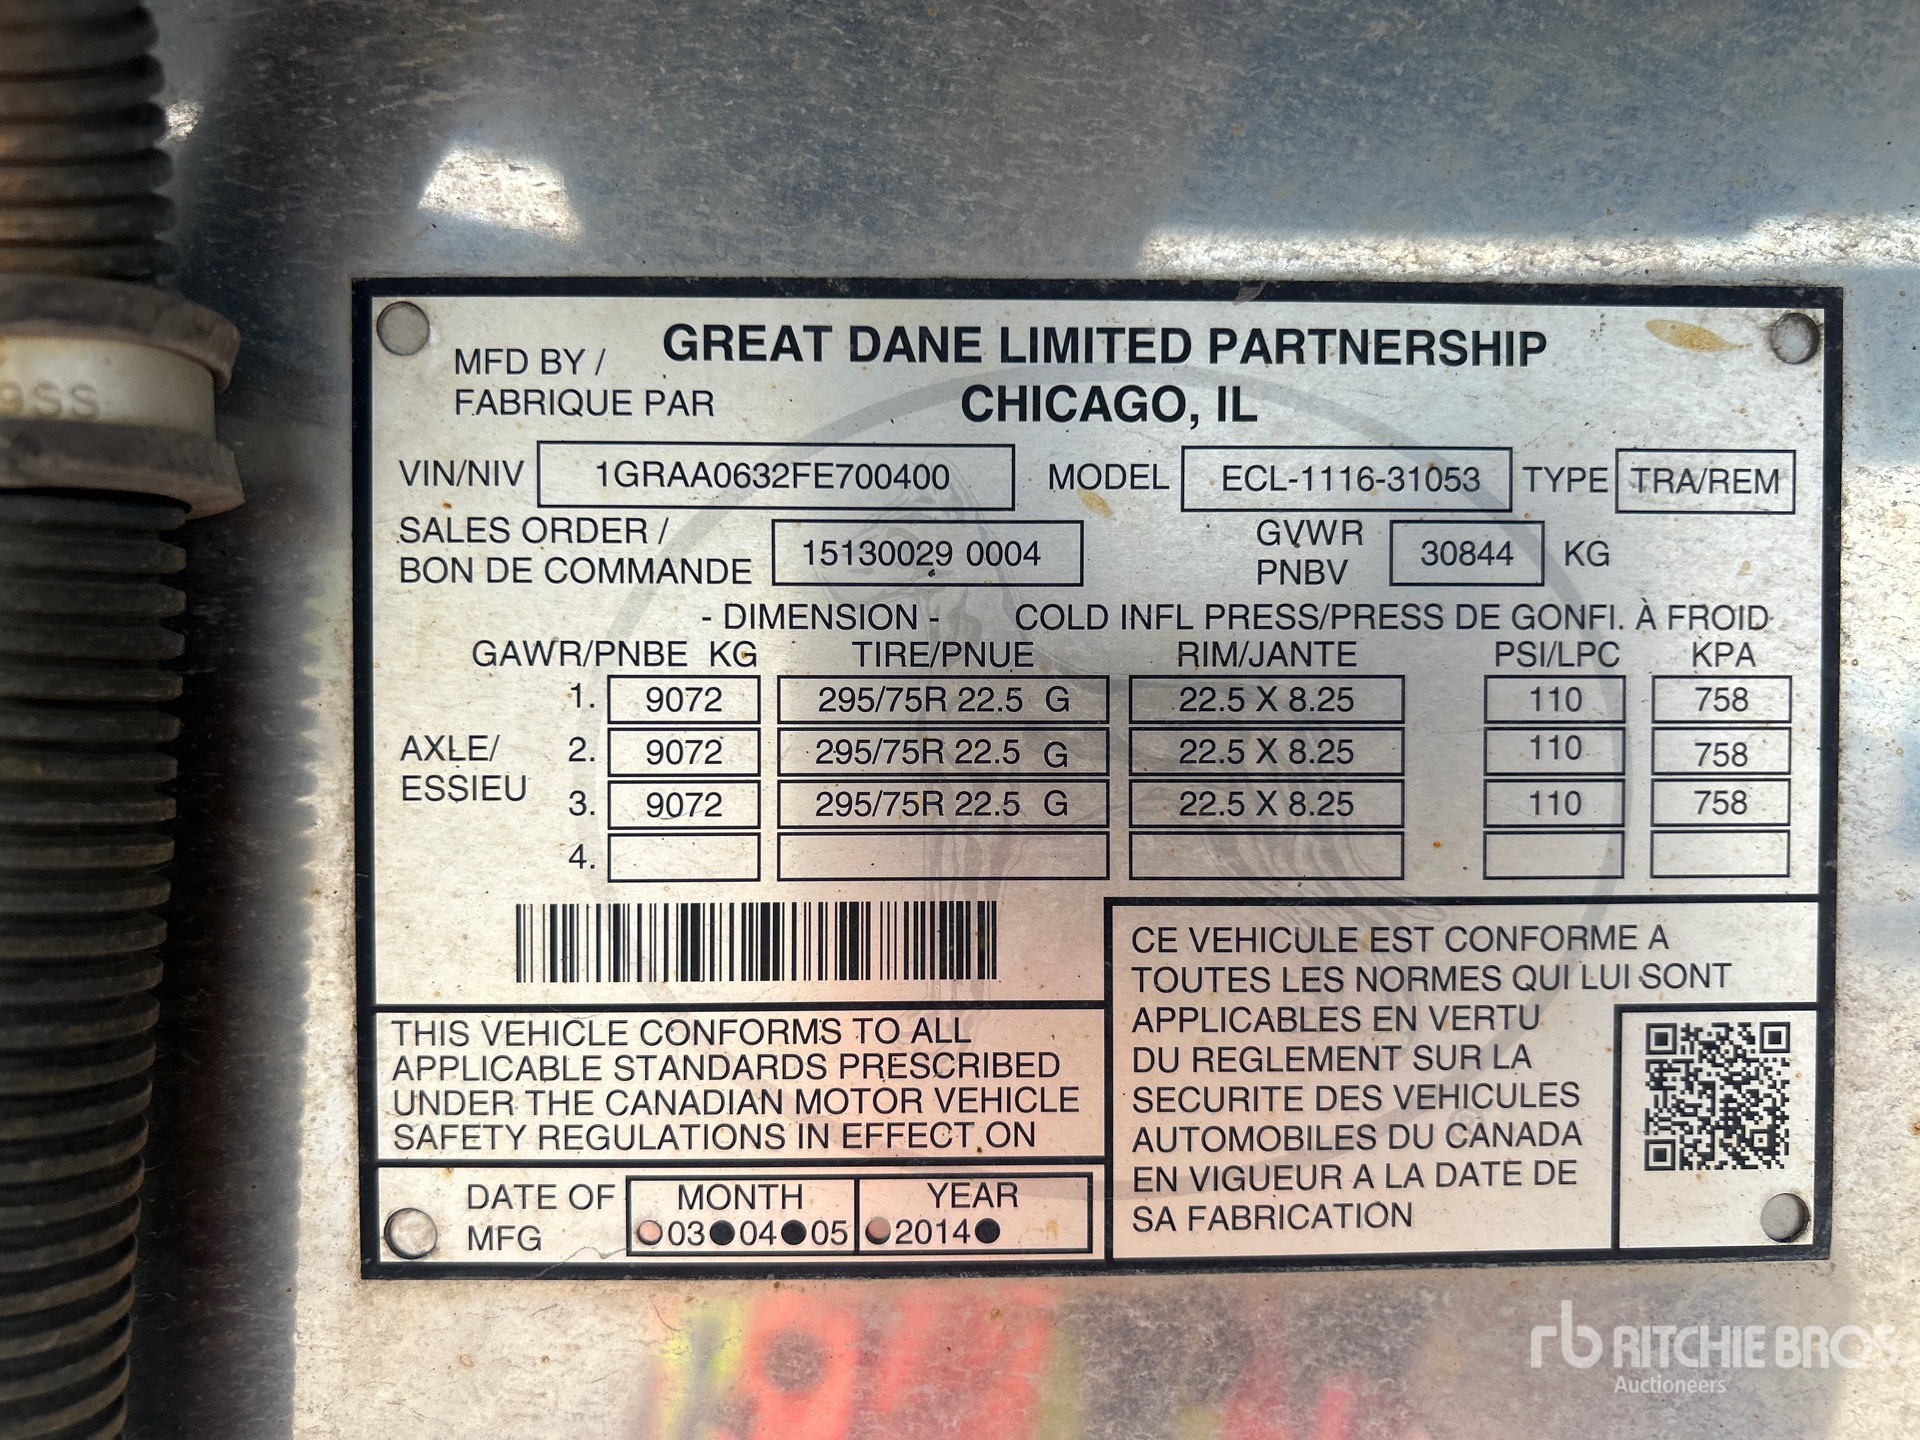 MFD BY / GREAT DANE LIMITED PARTNERSHIP
FABRIQUE PAR CHICAGO, IL
VIN/NIV 1GRAA0632FE700400 MODEL ECL-1116-31053 TYPE TRA/REM
SALES ORDER / BON DE COMMANDE 15130029 0004 GVWR PNBV 30844 KG
- DIMENSION - COLD INFL PRESS/PRESS DE GONFL. À FROID
GAWR/PNBE KG TIRE/PNUE RIM/JANTE PSI/LPC KPA
AXLE/
ESSIEU
1. 9072 295/75R 22.5 G 22.5 X 8.25 110 758
2. 9072 295/75R 22.5 G 22.5 X 8.25 110 758
3. 9072 295/75R 22.5 G 22.5 X 8.25 110 758
4.
THIS VEHICLE CONFORMS TO ALL
APPLICABLE STANDARDS PRESCRIBED
UNDER THE CANADIAN MOTOR VEHICLE
SAFETY REGULATIONS IN EFFECT ON
DATE OF
MFG
MONTH YEAR
03 04 05 2014
CE VEHICULE EST CONFORME A
TOUTES LES NORMES QUI LUI SONT
APPLICABLES EN VERTU
DU REGLEMENT SUR LA
SECURITE DES VEHICULES
AUTOMOBILES DU CANADA
EN VIGUEUR A LA DATE DE
SA FABRICATION
9SS
rb RITCHIE BROS
Auctioneers